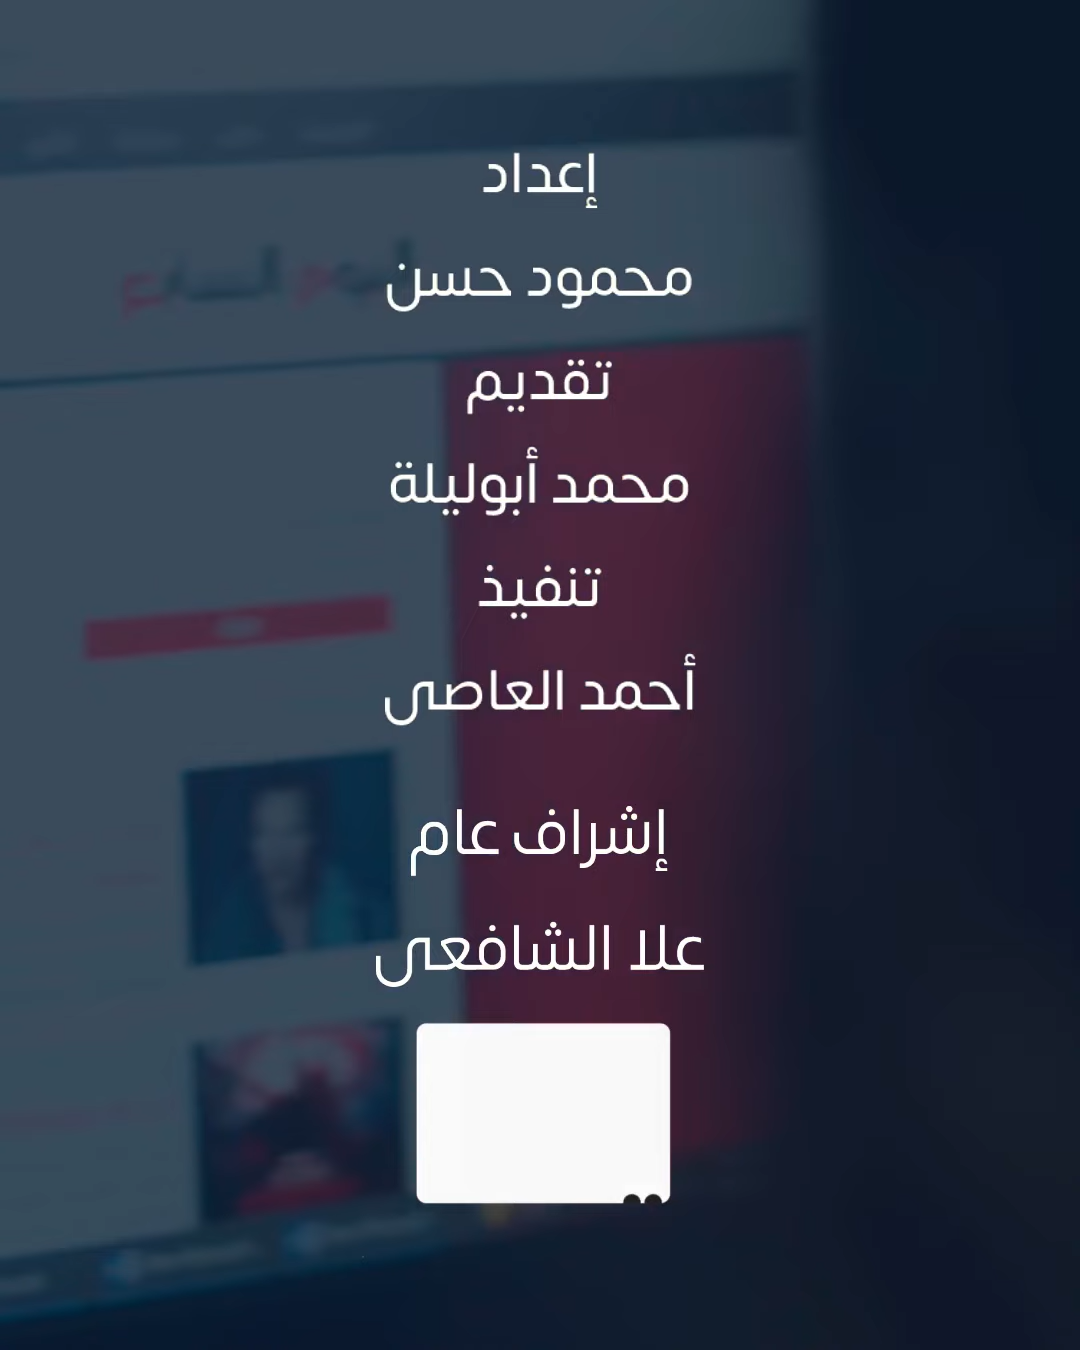 إعداد
محمود حسن
تقديم
محمد أبوليلة
تنفيذ
أحمد العاصى
إشراف عام
علا الشافعى